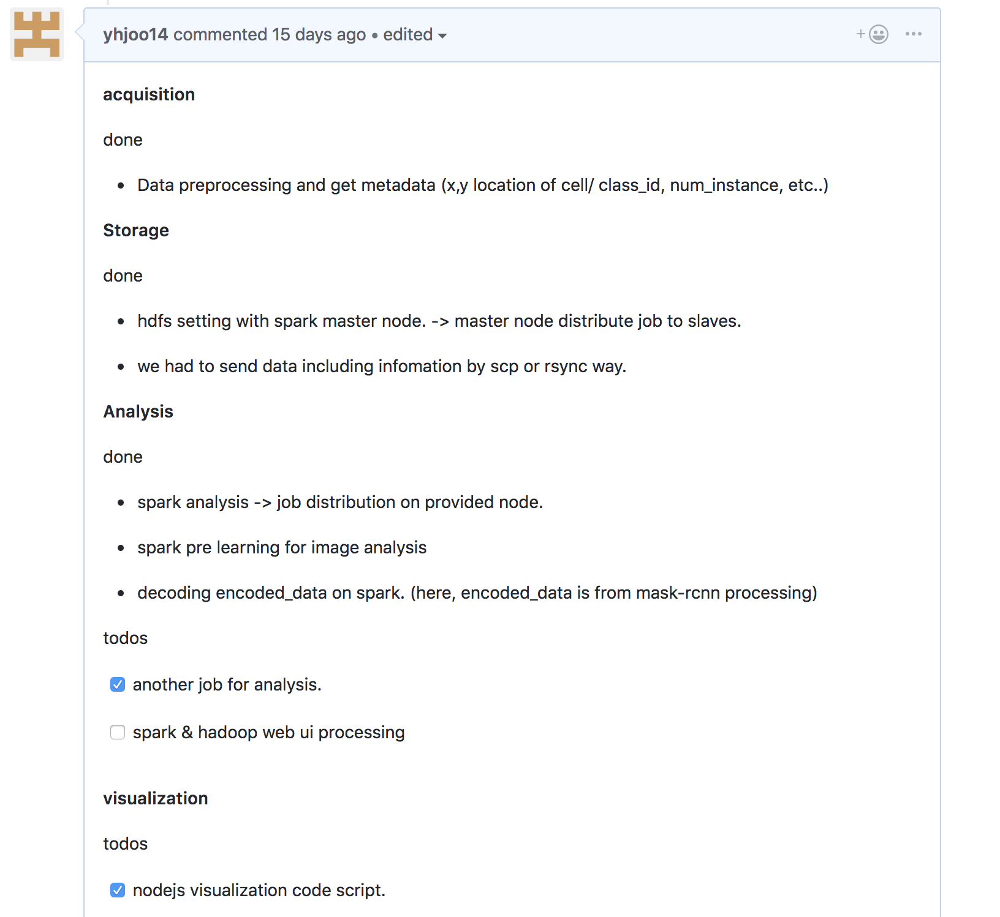 yhjoo14 commented 15 days ago • edited
acquisition
done
• Data preprocessing and get metadata (x,y location of cell/ class_id, num_instance, etc..)
Storage
done
• hdfs setting with spark master node. -> master node distribute job to slaves.
• we had to send data including infomation by scp or rsync way.
Analysis
done
• spark analysis -> job distribution on provided node.
• spark pre learning for image analysis
• decoding encoded_data on spark. (here, encoded_data is from mask-rcnn processing)
todos
another job for analysis.
spark & hadoop web ui processing
visualization
todos
nodejs visualization code script.